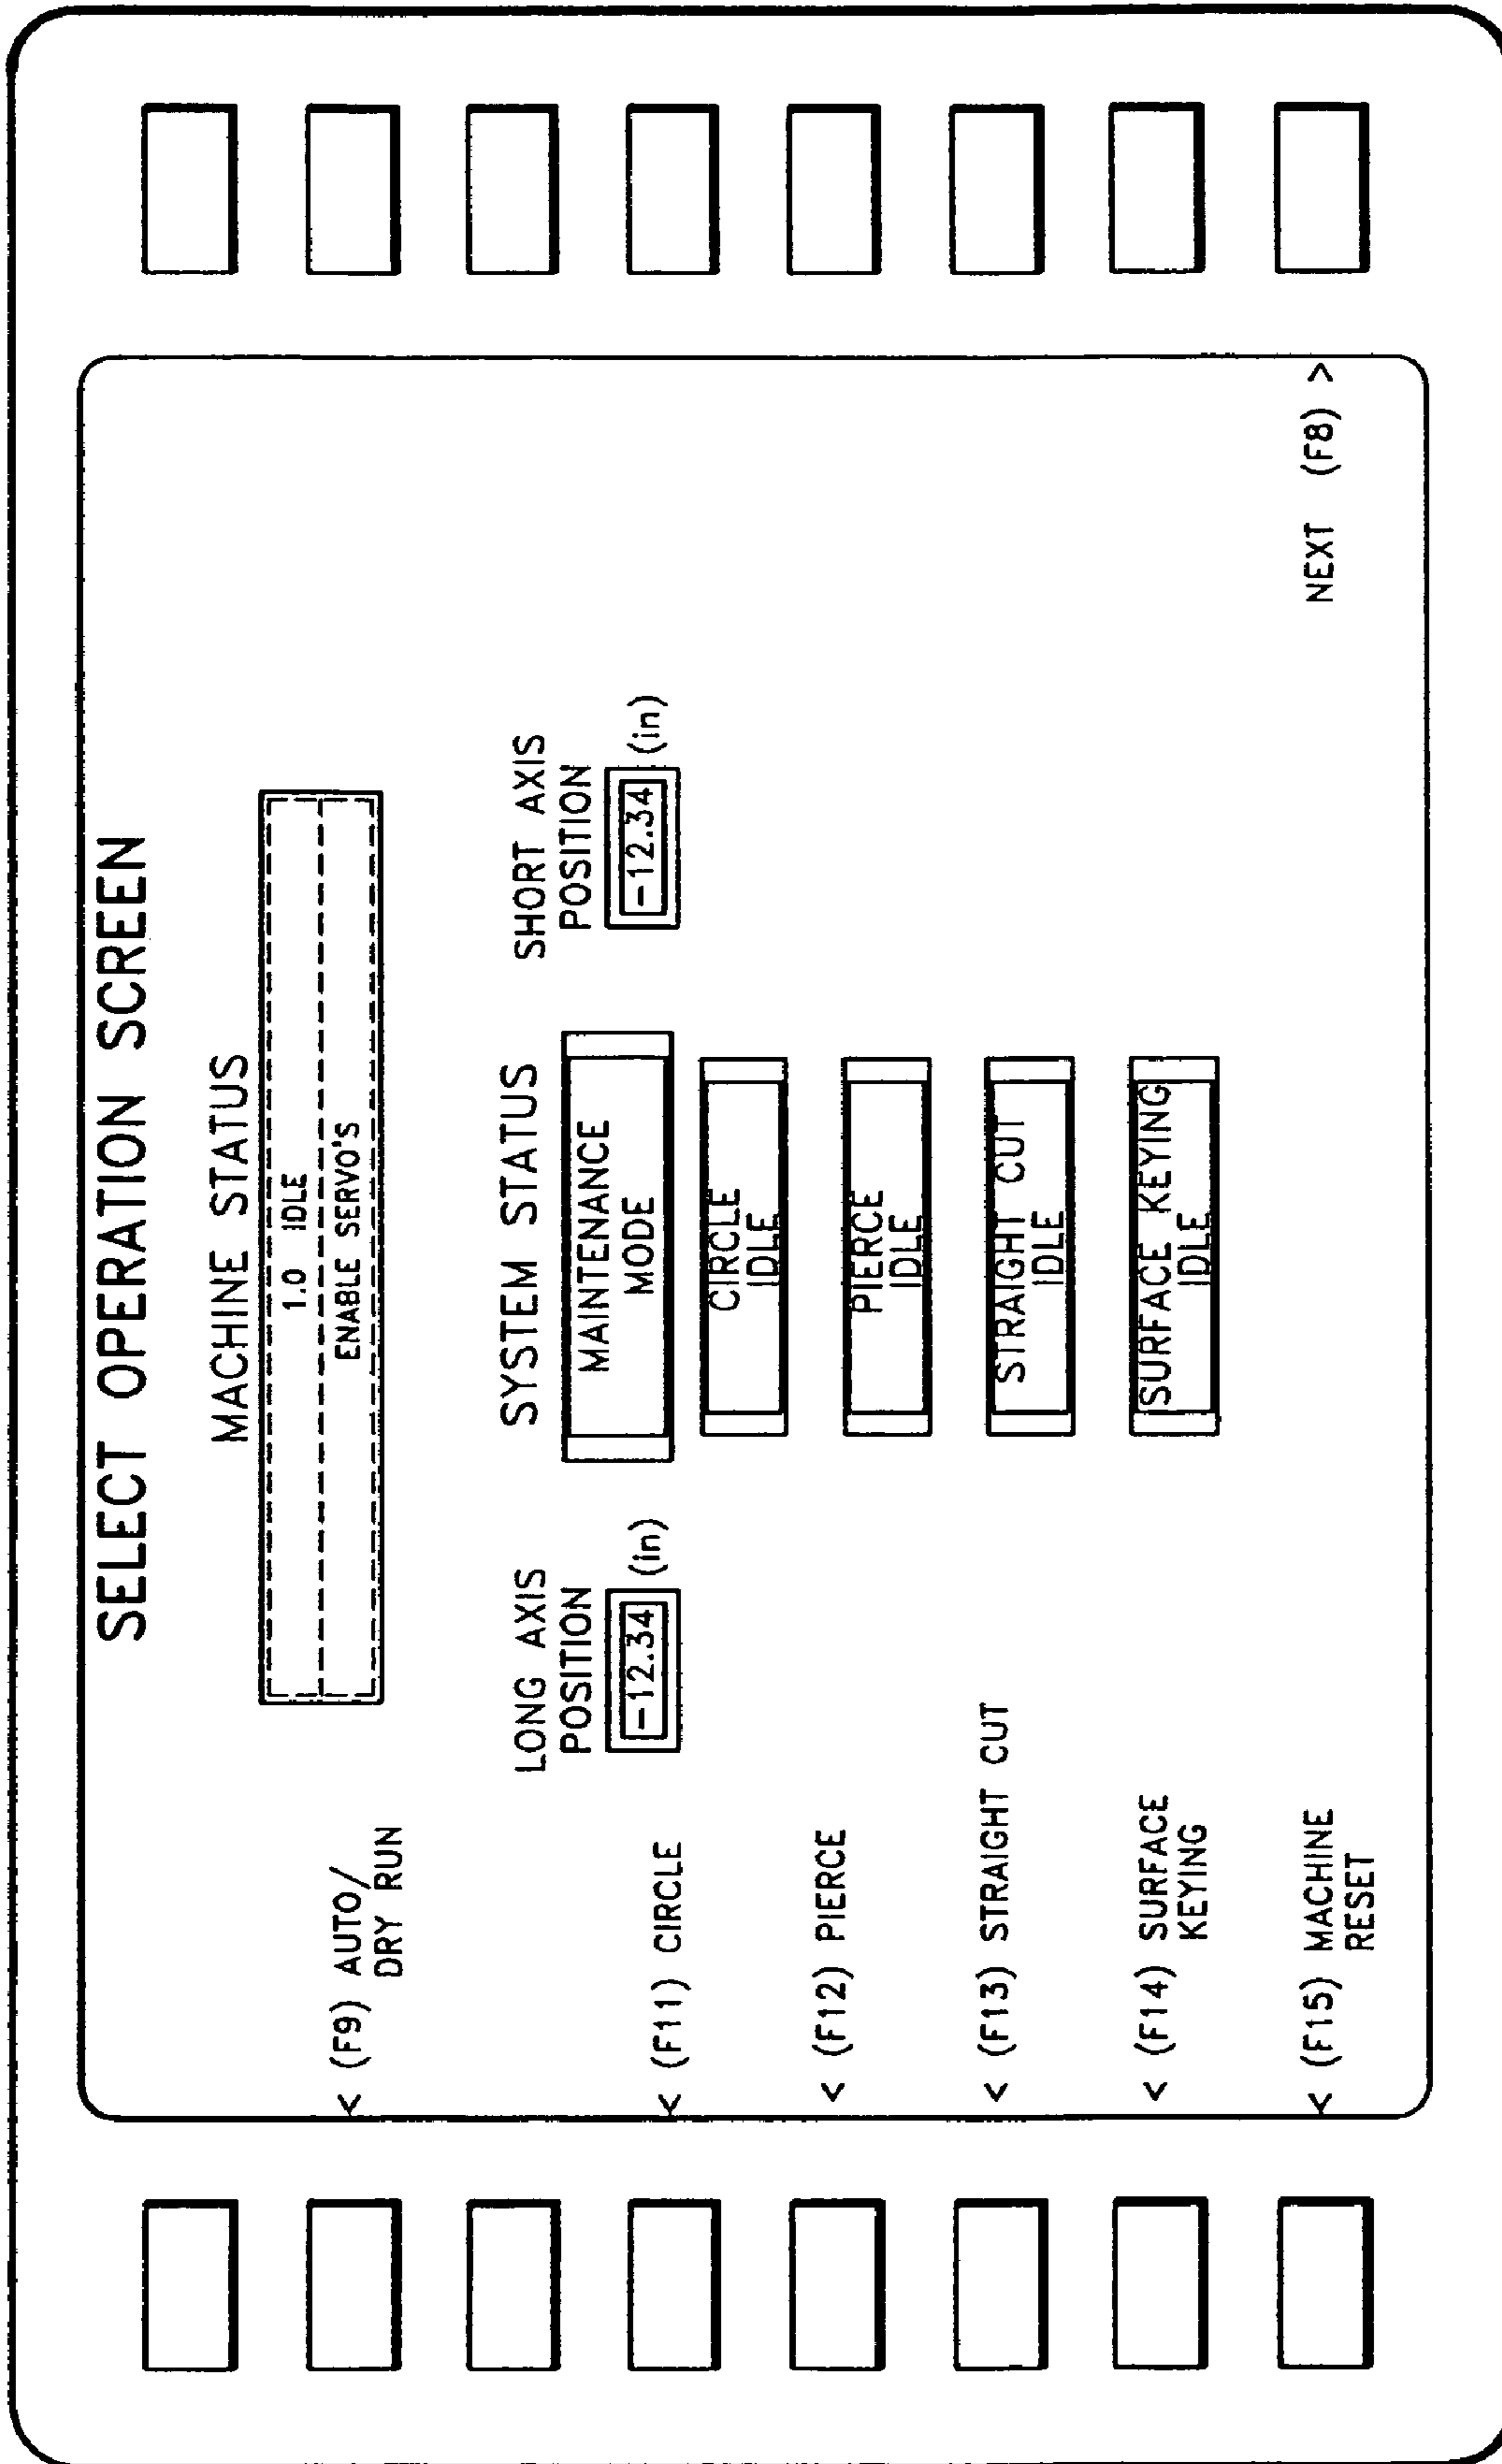 SELECT OPERATION SCREEN
MACHINE STATUS
1.0 IDLE
ENABLE SERVO'S
< (F9) AUTO/
DRY RUN
LONG AXIS
POSITION
-12.34 (in)
SYSTEM STATUS
MAINTENANCE
MODE
SHORT AXIS
POSITION
-12.34 (in)
< (F11) CIRCLE
CIRCLE
IDLE
< (F12) PIERCE
PIERCE
IDLE
< (F13) STRAIGHT CUT
STRAIGHT CUT
IDLE
< (F14) SURFACE
KEYING
SURFACE KEYING
IDLE
< (F15) MACHINE
RESET
NEXT (F8) >